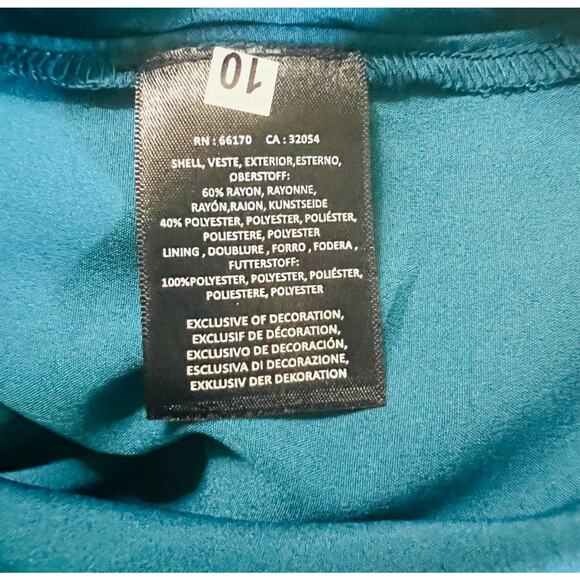 10
RN : 66170 CA : 32054
SHELL, VESTE, EXTERIOR,ESTERNO,
OBERSTOFF:
60% RAYON, RAYONNE,
RAYÓN,RAION, KUNSTSEIDE
40% POLYESTER, POLYESTER, POLIÉSTER,
POLIESTERE, POLYESTER
LINING , DOUBLURE , FORRO , FODERA ,
FUTTERSTOFF:
100%POLYESTER, POLYESTER, POLIÉSTER,
POLIESTERE, POLYESTER
EXCLUSIVE OF DECORATION,
EXCLUSIF DE DÉCORATION,
EXCLUSIVO DE DECORACIÓN,
ESCLUSIVA DI DECORAZIONE,
EXKLUSIV DER DEKORATION